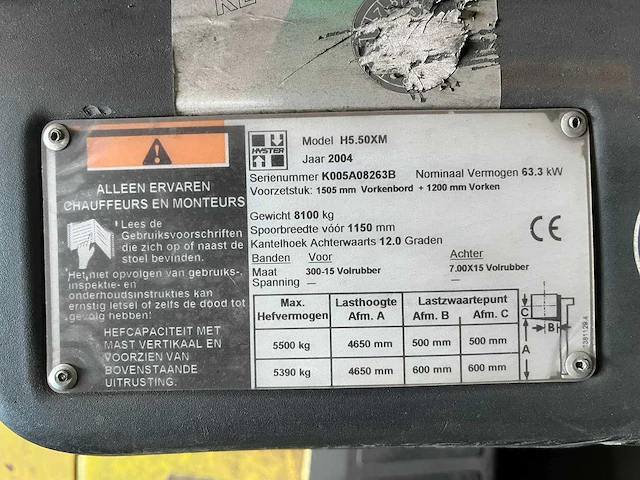 ALLEEN ERVAREN
CHAUFFEURS EN MONTEURS
Lees de
Gebruiksvoorschriften
die zich op of naast de
stoel bevinden.
Het niet opvolgen van gebruiks-,
inspektie- en
onderhoudsinstrukties kan
ernstig letsel of zelfs de dood tot
gevolg hebben!
HEFCAPACITEIT MET
MAST VERTIKAAL EN
VOORZIEN VAN
BOVENSTAANDE
UITRUSTING.
HYSTER
Model H5.50XM
Jaar 2004
Serienummer K005A08263B Nominaal Vermogen 63.3 kW
Voorzetstuk: 1505 mm Vorkenbord + 1200 mm Vorken
Gewicht 8100 kg
Spoorbreedte vóór 1150 mm
Kantelhoek Achterwaarts 12.0 Graden
CE
Banden Voor Achter
Maat 300-15 Volrubber 7.00X15 Volrubber
Spanning — —
Max. Hefvermogen Lasthoogte Afm. A Lastzwaartepunt Afm. B Afm. C
5500 kg 4650 mm 500 mm 500 mm
5390 kg 4650 mm 600 mm 600 mm
C
B
A